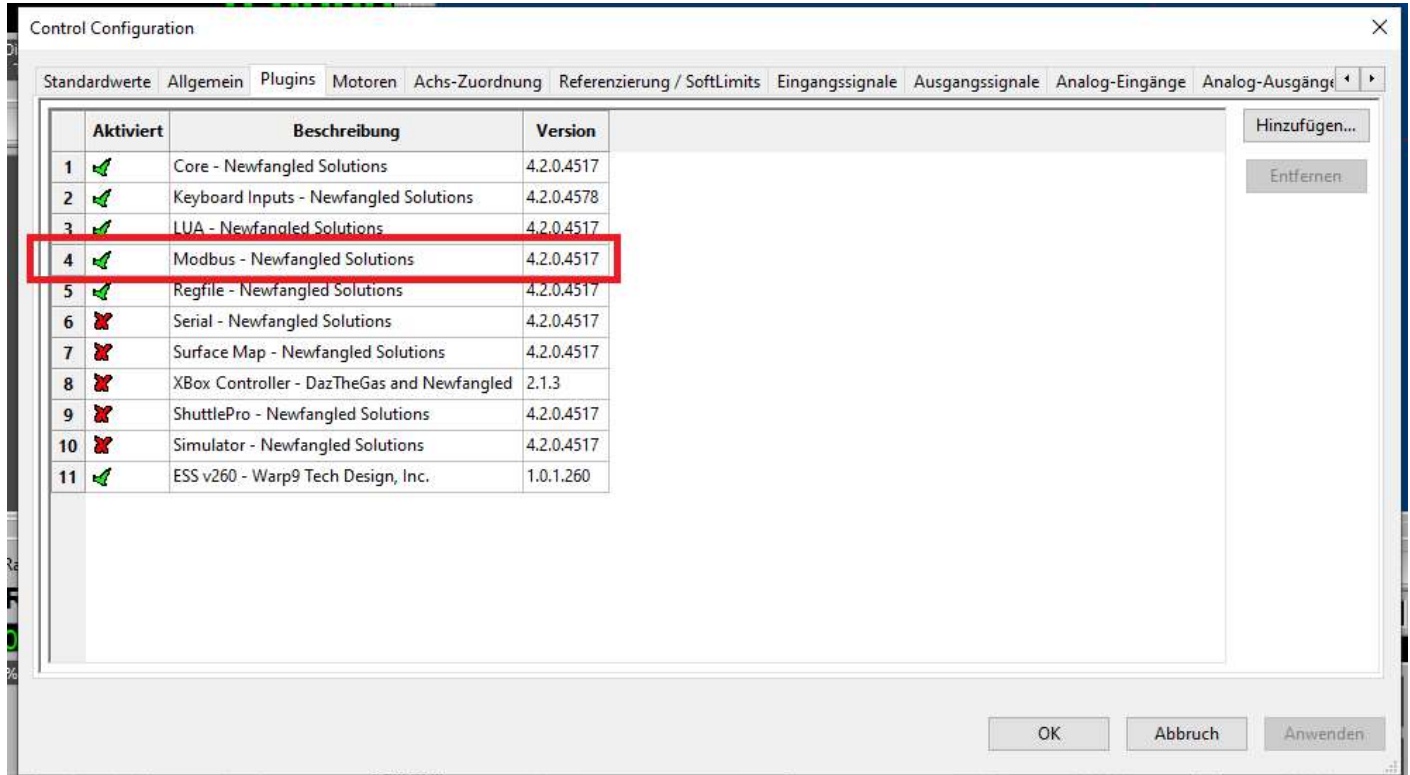 Control Configuration
Standardwerte Allgemein Plugins Motoren Achs-Zuordnung Referenzierung / SoftLimits Eingangssignale Ausgangssignale Analog-Eingänge Analog-Ausgänge
Aktiviert Beschreibung Version
Hinzufügen...
1 Core - Newfangled Solutions 4.2.0.4517
Entfernen
2 Keyboard Inputs - Newfangled Solutions 4.2.0.4578
3 LUA - Newfangled Solutions 4.2.0.4517
4 Modbus - Newfangled Solutions 4.2.0.4517
5 Regfile - Newfangled Solutions 4.2.0.4517
6 Serial - Newfangled Solutions 4.2.0.4517
7 Surface Map - Newfangled Solutions 4.2.0.4517
8 XBox Controller - DazTheGas and Newfangled 2.1.3
9 ShuttlePro - Newfangled Solutions 4.2.0.4517
10 Simulator - Newfangled Solutions 4.2.0.4517
11 ESS v260 - Warp9 Tech Design, Inc. 1.0.1.260
OK Abbruch Anwenden